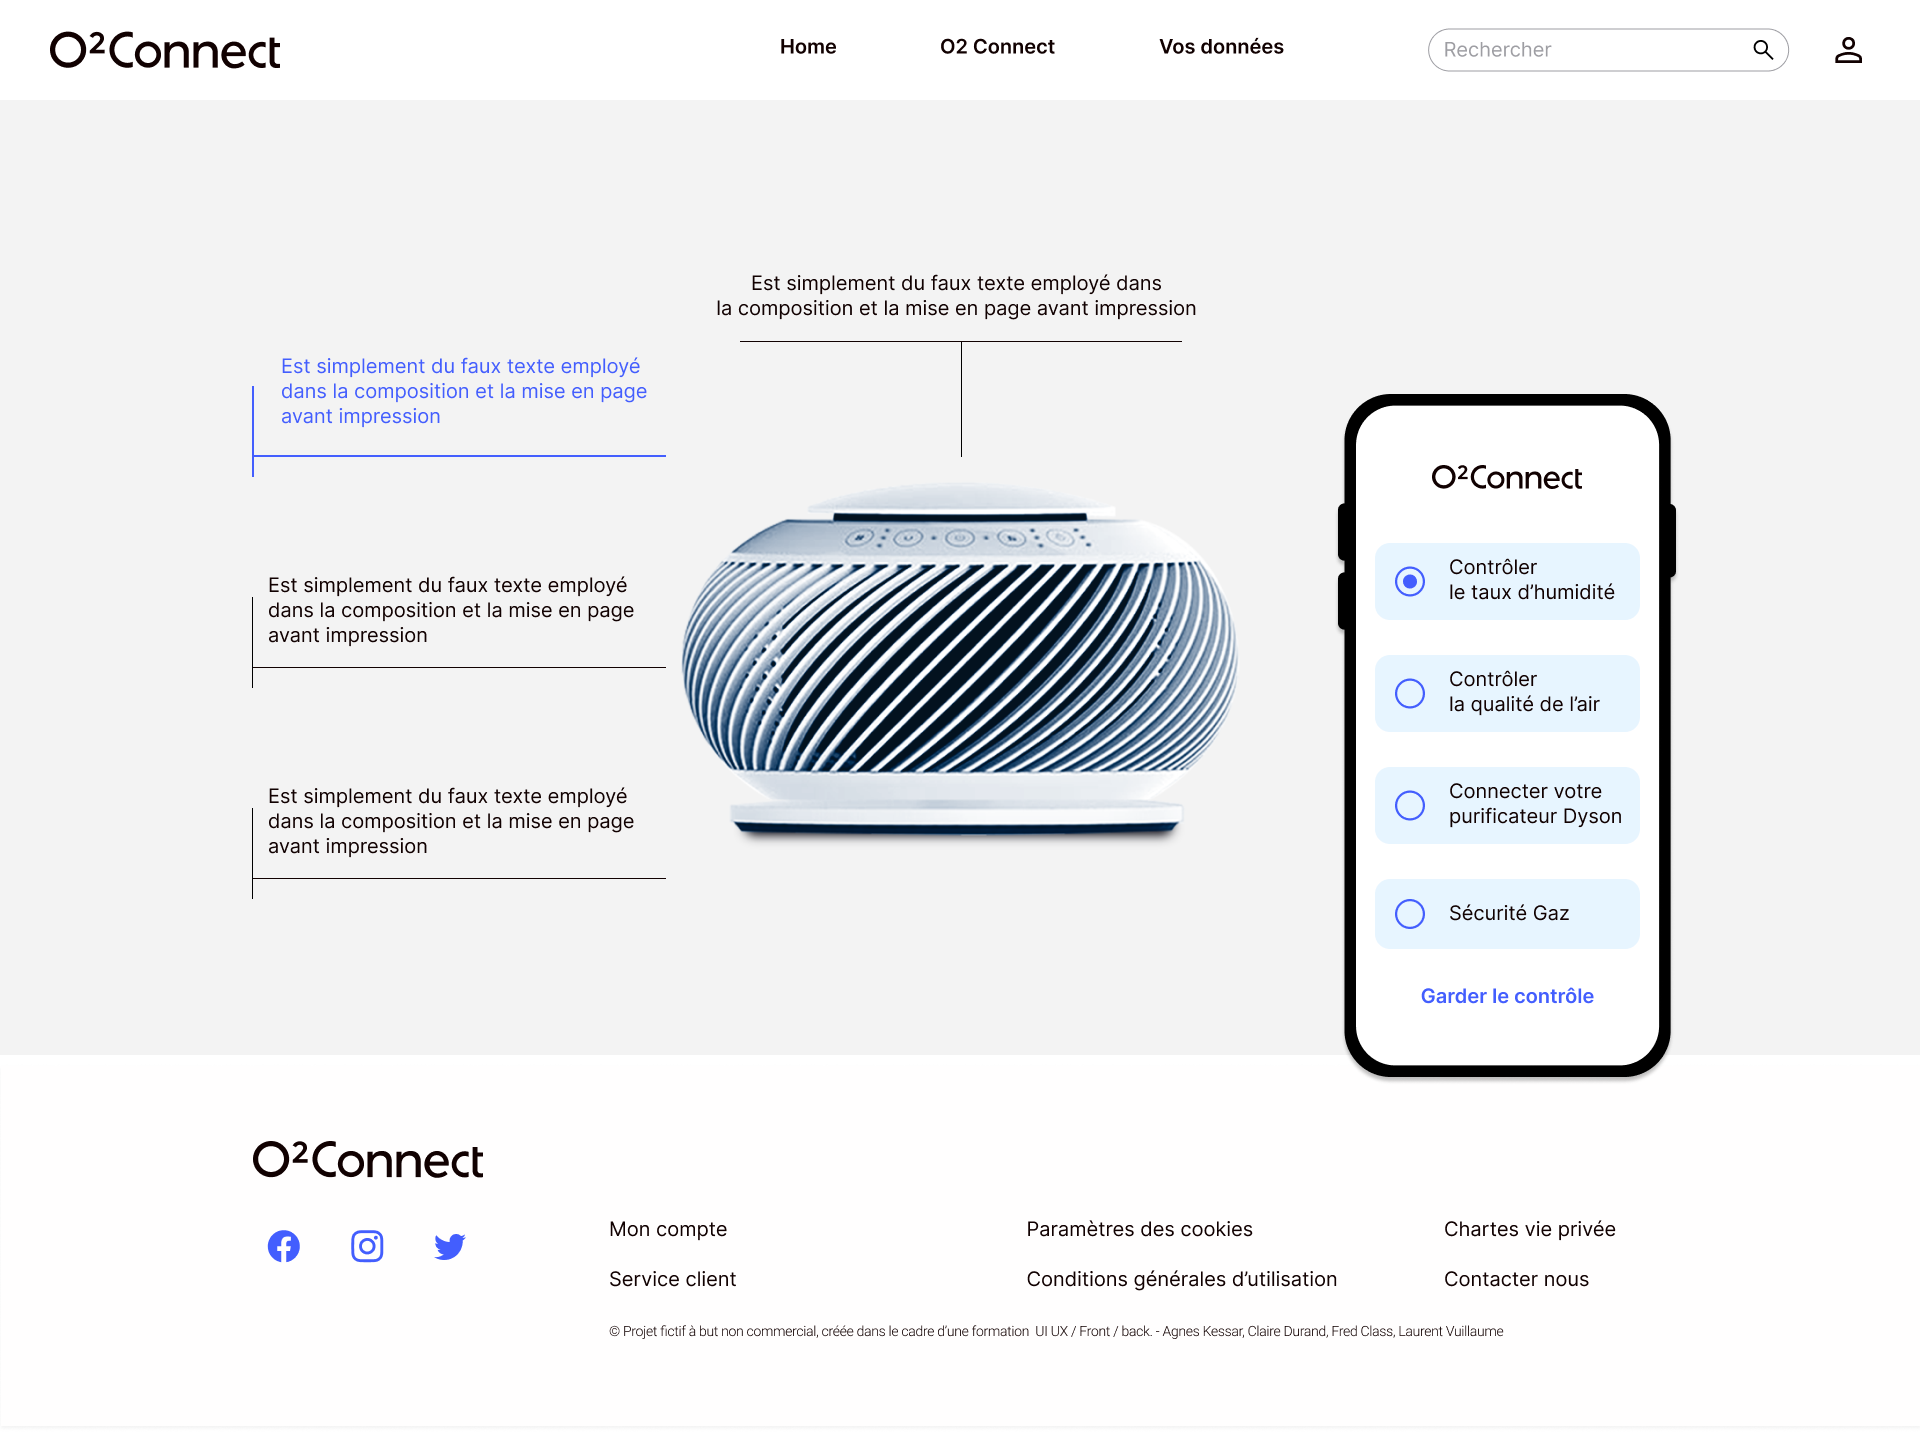 O²Connect
Home
O2 Connect
Vos données
Rechercher
Est simplement du faux texte employé dans
la composition et la mise en page avant impression
Est simplement du faux texte employé
dans la composition et la mise en page
avant impression
Est simplement du faux texte employé
dans la composition et la mise en page
avant impression
Est simplement du faux texte employé
dans la composition et la mise en page
avant impression
O²Connect
Contrôler
le taux d’humidité
Contrôler
la qualité de l’air
Connecter votre
purificateur Dyson
Sécurité Gaz
Garder le contrôle
O²Connect
Mon compte
Paramètres des cookies
Chartes vie privée
Service client
Conditions générales d’utilisation
Contacter nous
© Projet fictif à but non commercial, créée dans le cadre d’une formation  UI UX / Front / back. - Agnes Kessar, Claire Durand, Fred Class, Laurent Vuillaume